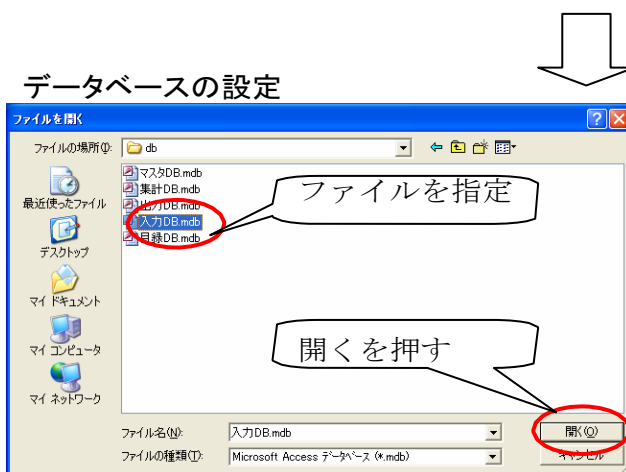 データベースの設定
ファイルを開く
ファイルの場所(I):
db
マスタDB.mdb
集計DB.mdb
出力DB.mdb
入力DB.mdb
目録DB.mdb
ファイルを指定
最近使ったファイル
デスクトップ
マイ ドキュメント
マイ コンピュータ
マイ ネットワーク
開くを押す
ファイル名(N):
入力DB.mdb
開く(O)
ファイルの種類(T):
Microsoft Access データベース (*.mdb)
キャンセル